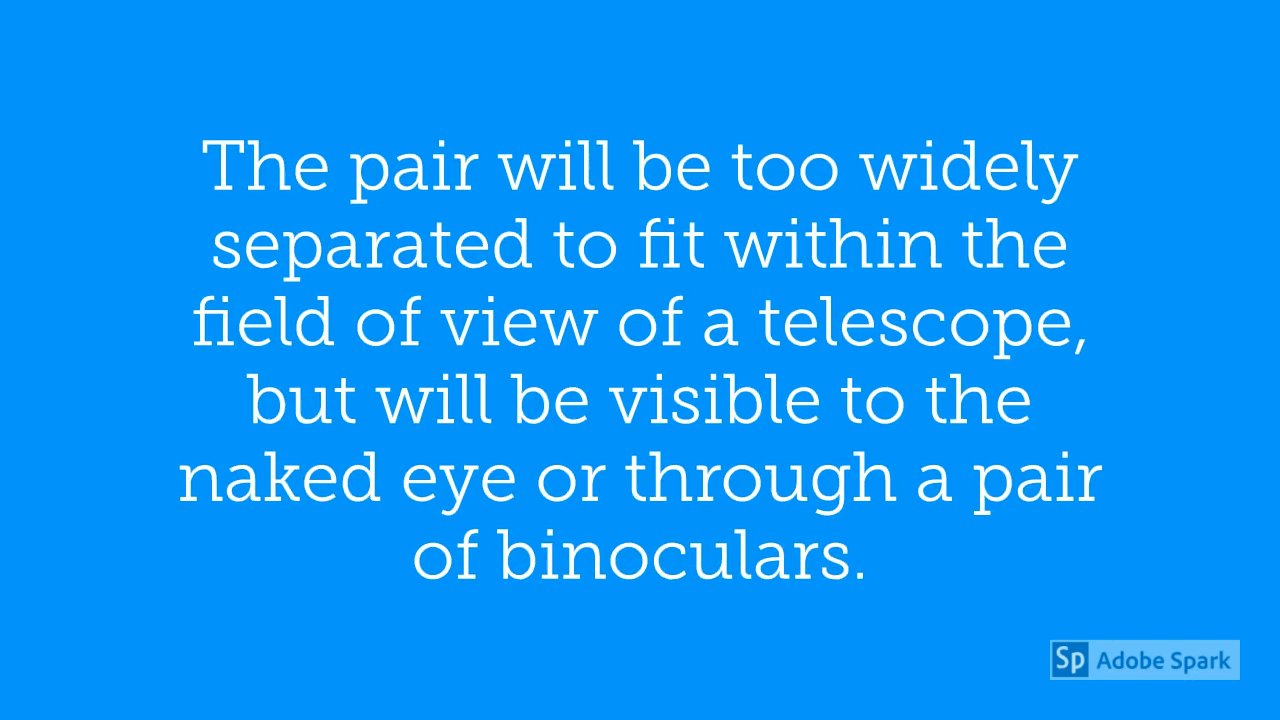 The pair will be too widely
separated to fit within the
field of view of a telescope,
but will be visible to the
naked eye or through a pair
of binoculars.
Sp Adobe Spark